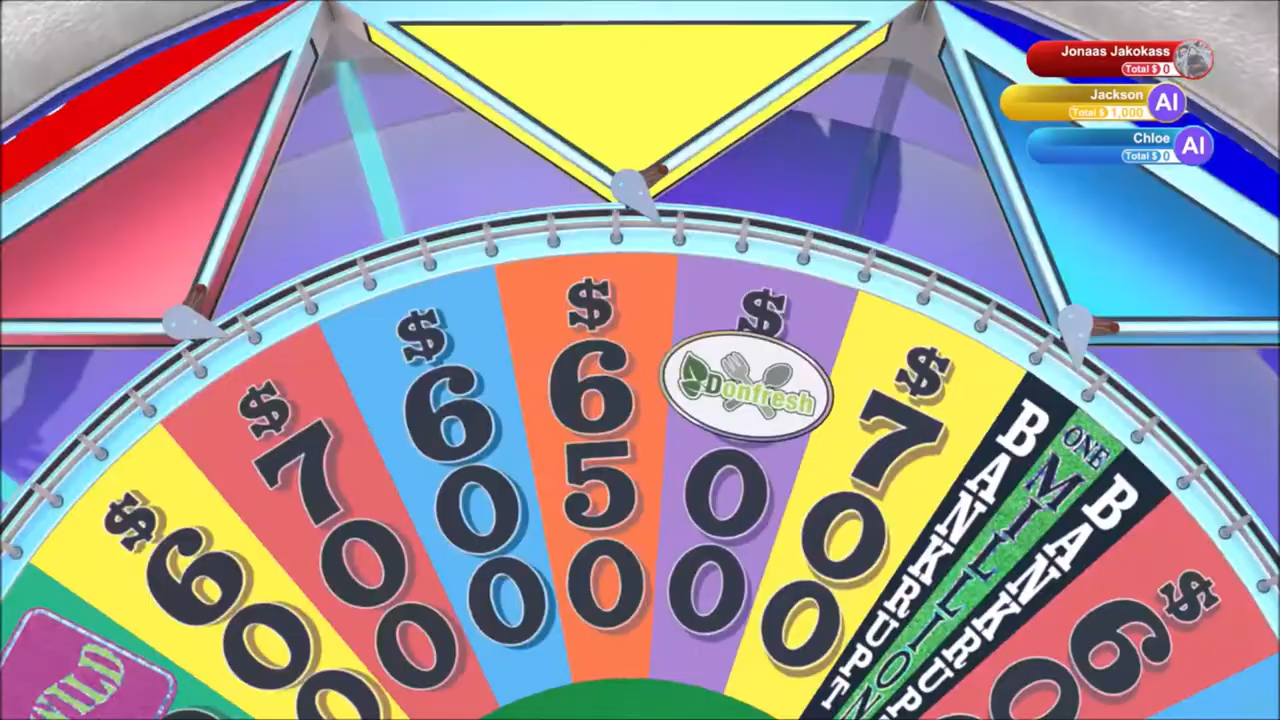 Jonaas Jakokass
Total $ 0
Jackson
AI
Total $ 1,000
Chloe
AI
Total $ 0
WILD
$600
$700
$600
$650
$
Donfresh
00
$700
BANKRUPT
ONE MILLION
BANKRUPT
$60